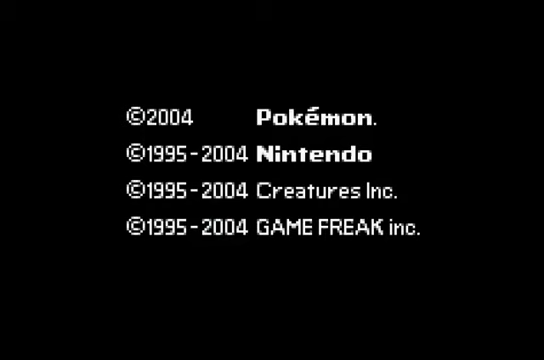 ©2004 Pokémon.
©1995-2004 Nintendo
©1995-2004 Creatures Inc.
©1995-2004 GAME FREAK inc.